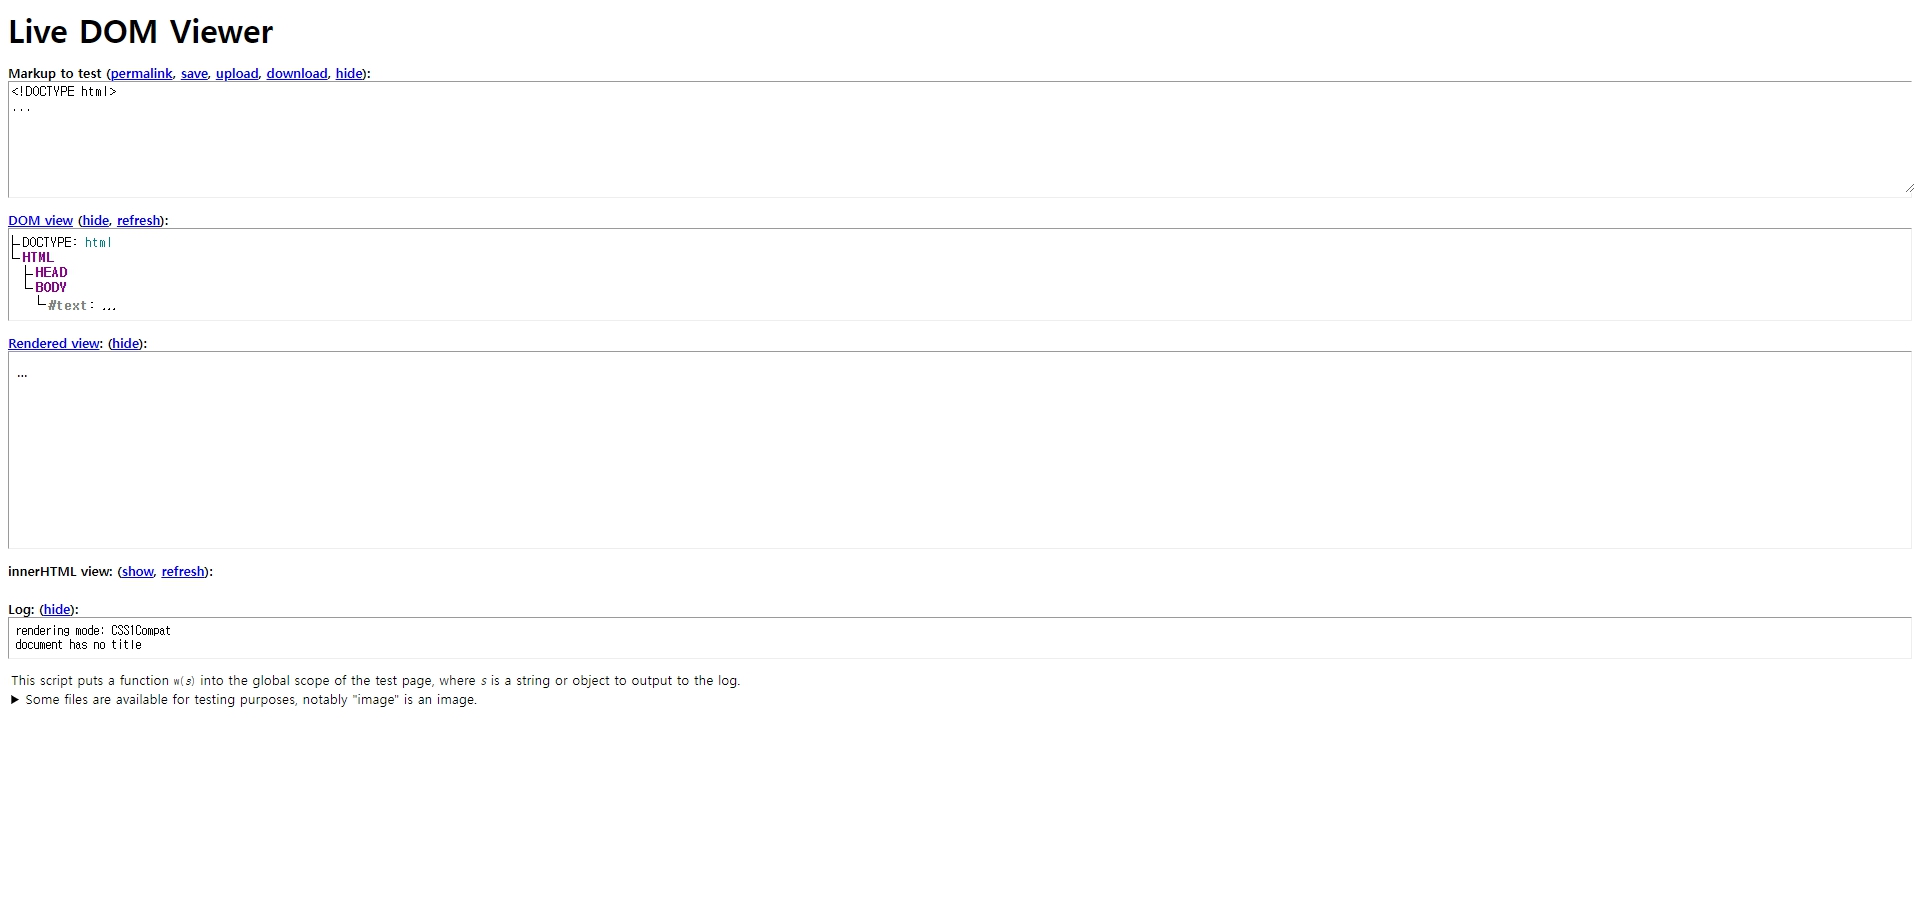 Live DOM Viewer
Markup to test (permalink, save, upload, download, hide):
<!DOCTYPE html>
...
DOM view (hide, refresh):
DOCTYPE: html
HTML
HEAD
BODY
#text: ...
Rendered view: (hide):
...
innerHTML view: (show, refresh):
Log: (hide):
rendering mode: CSS1Compat
document has no title
This script puts a function w(s) into the global scope of the test page, where s is a string or object to output to the log.
▶ Some files are available for testing purposes, notably "image" is an image.